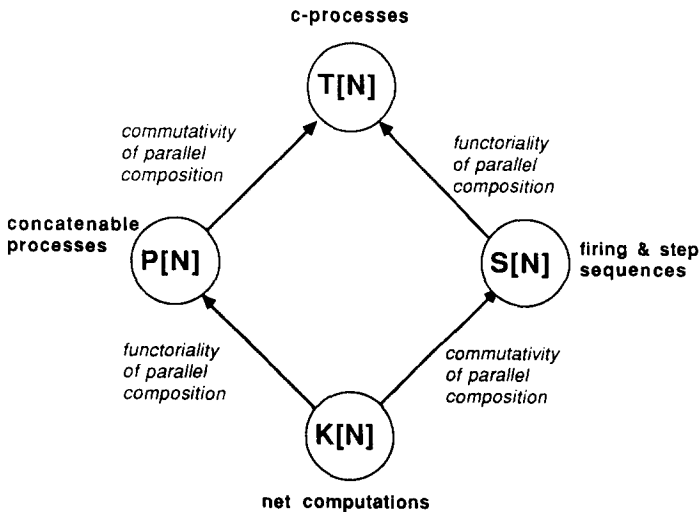 c-processes
T[N]
commutativity
of parallel
composition
functoriality
of parallel
composition
concatenable
processes
P[N]
S[N]
firing & step
sequences
functoriality
of parallel
composition
commutativity
of parallel
composition
K[N]
net computations